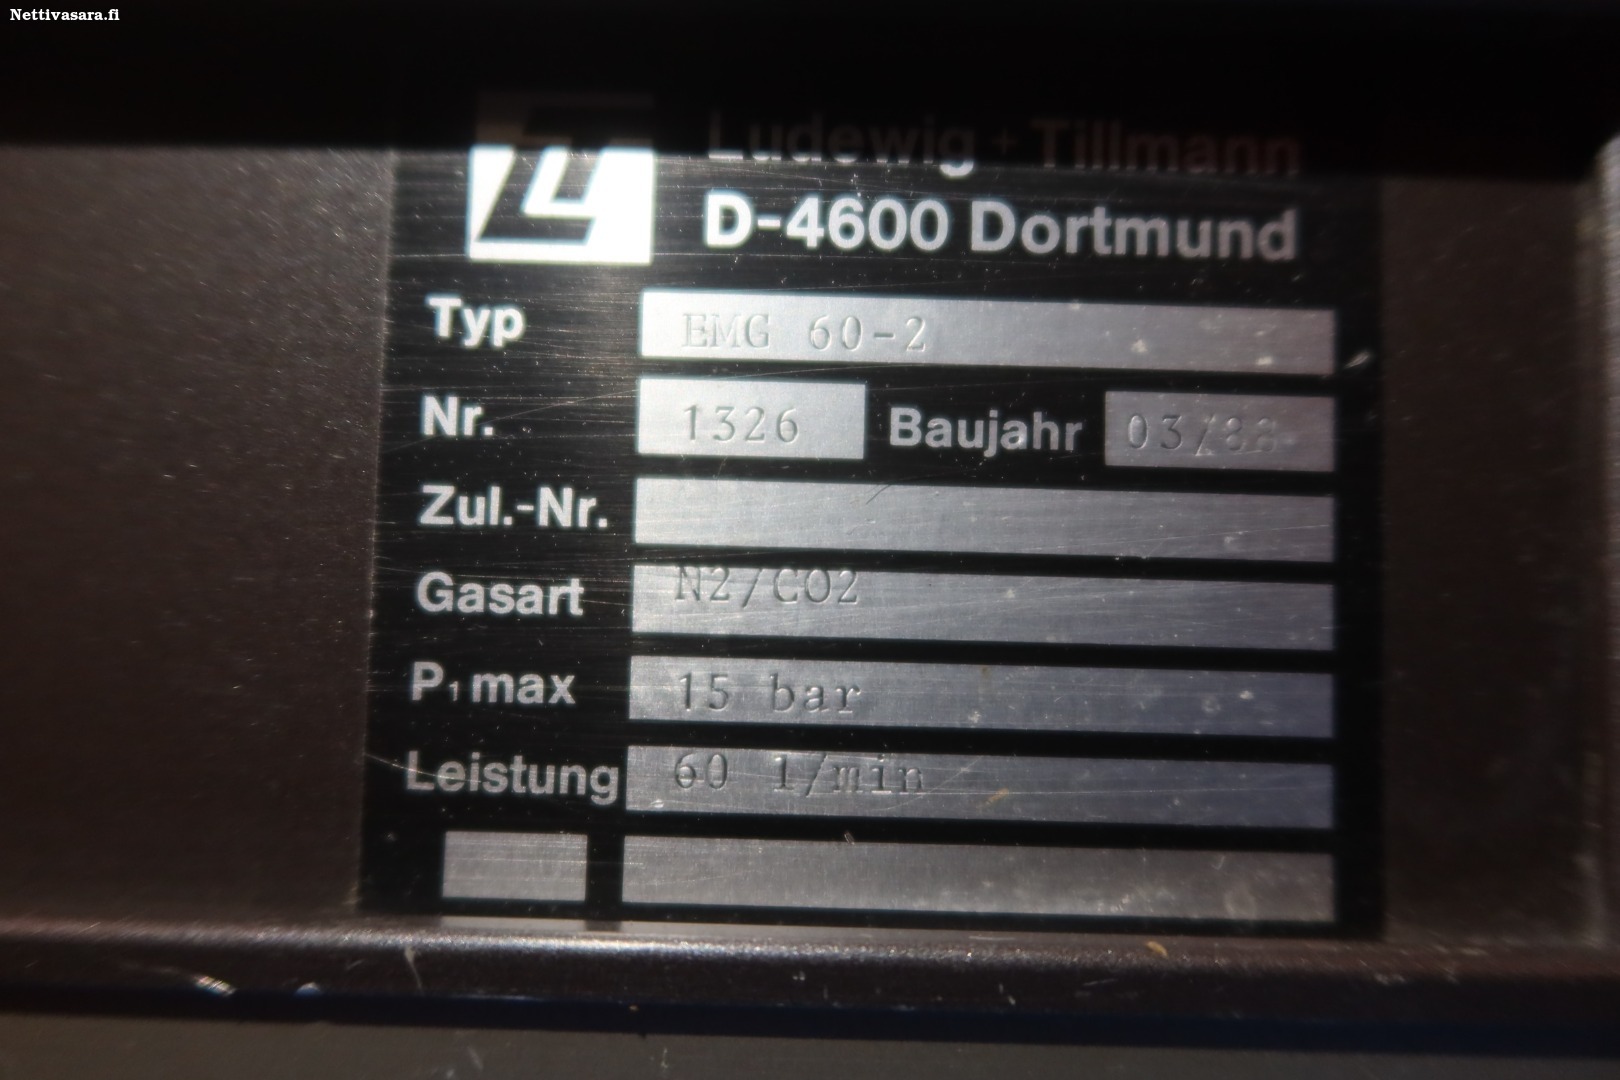 Nettivasara.fi
Ludewig + Tillmann
D-4600 Dortmund
Typ EMG 60-2
Nr. 1326 Baujahr 03/88
Zul.-Nr.
Gasart N2/CO2
P1 max 15 bar
Leistung 60 l/min